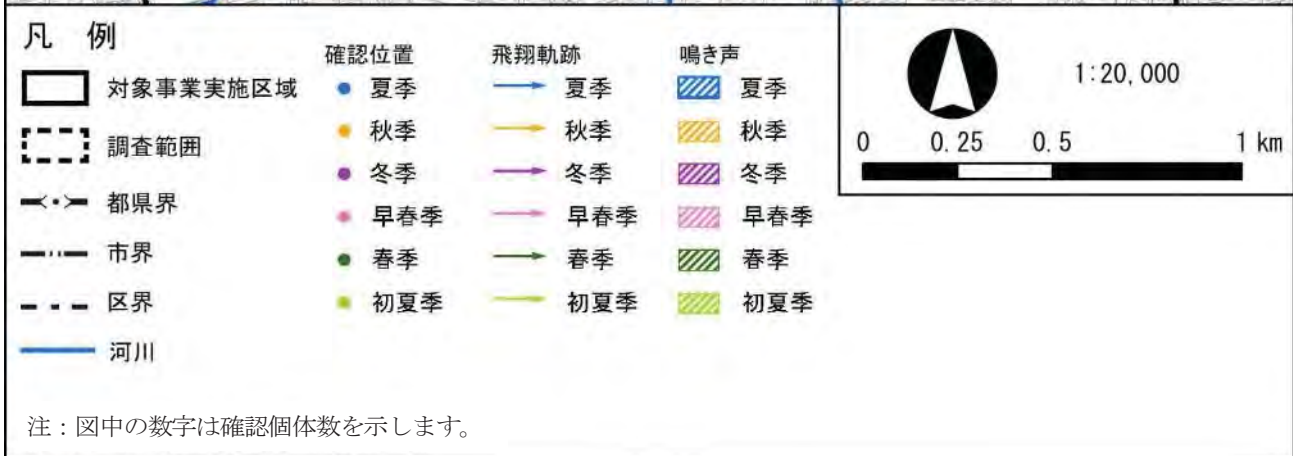 凡 例
対象事業実施区域
調査範囲
都県界
市界
区界
河川
確認位置
夏季
秋季
冬季
早春季
春季
初夏季
飛翔軌跡
夏季
秋季
冬季
早春季
春季
初夏季
鳴き声
夏季
秋季
冬季
早春季
春季
初夏季
1:20,000
0 0.25 0.5 1 km
注：図中の数字は確認個体数を示します。